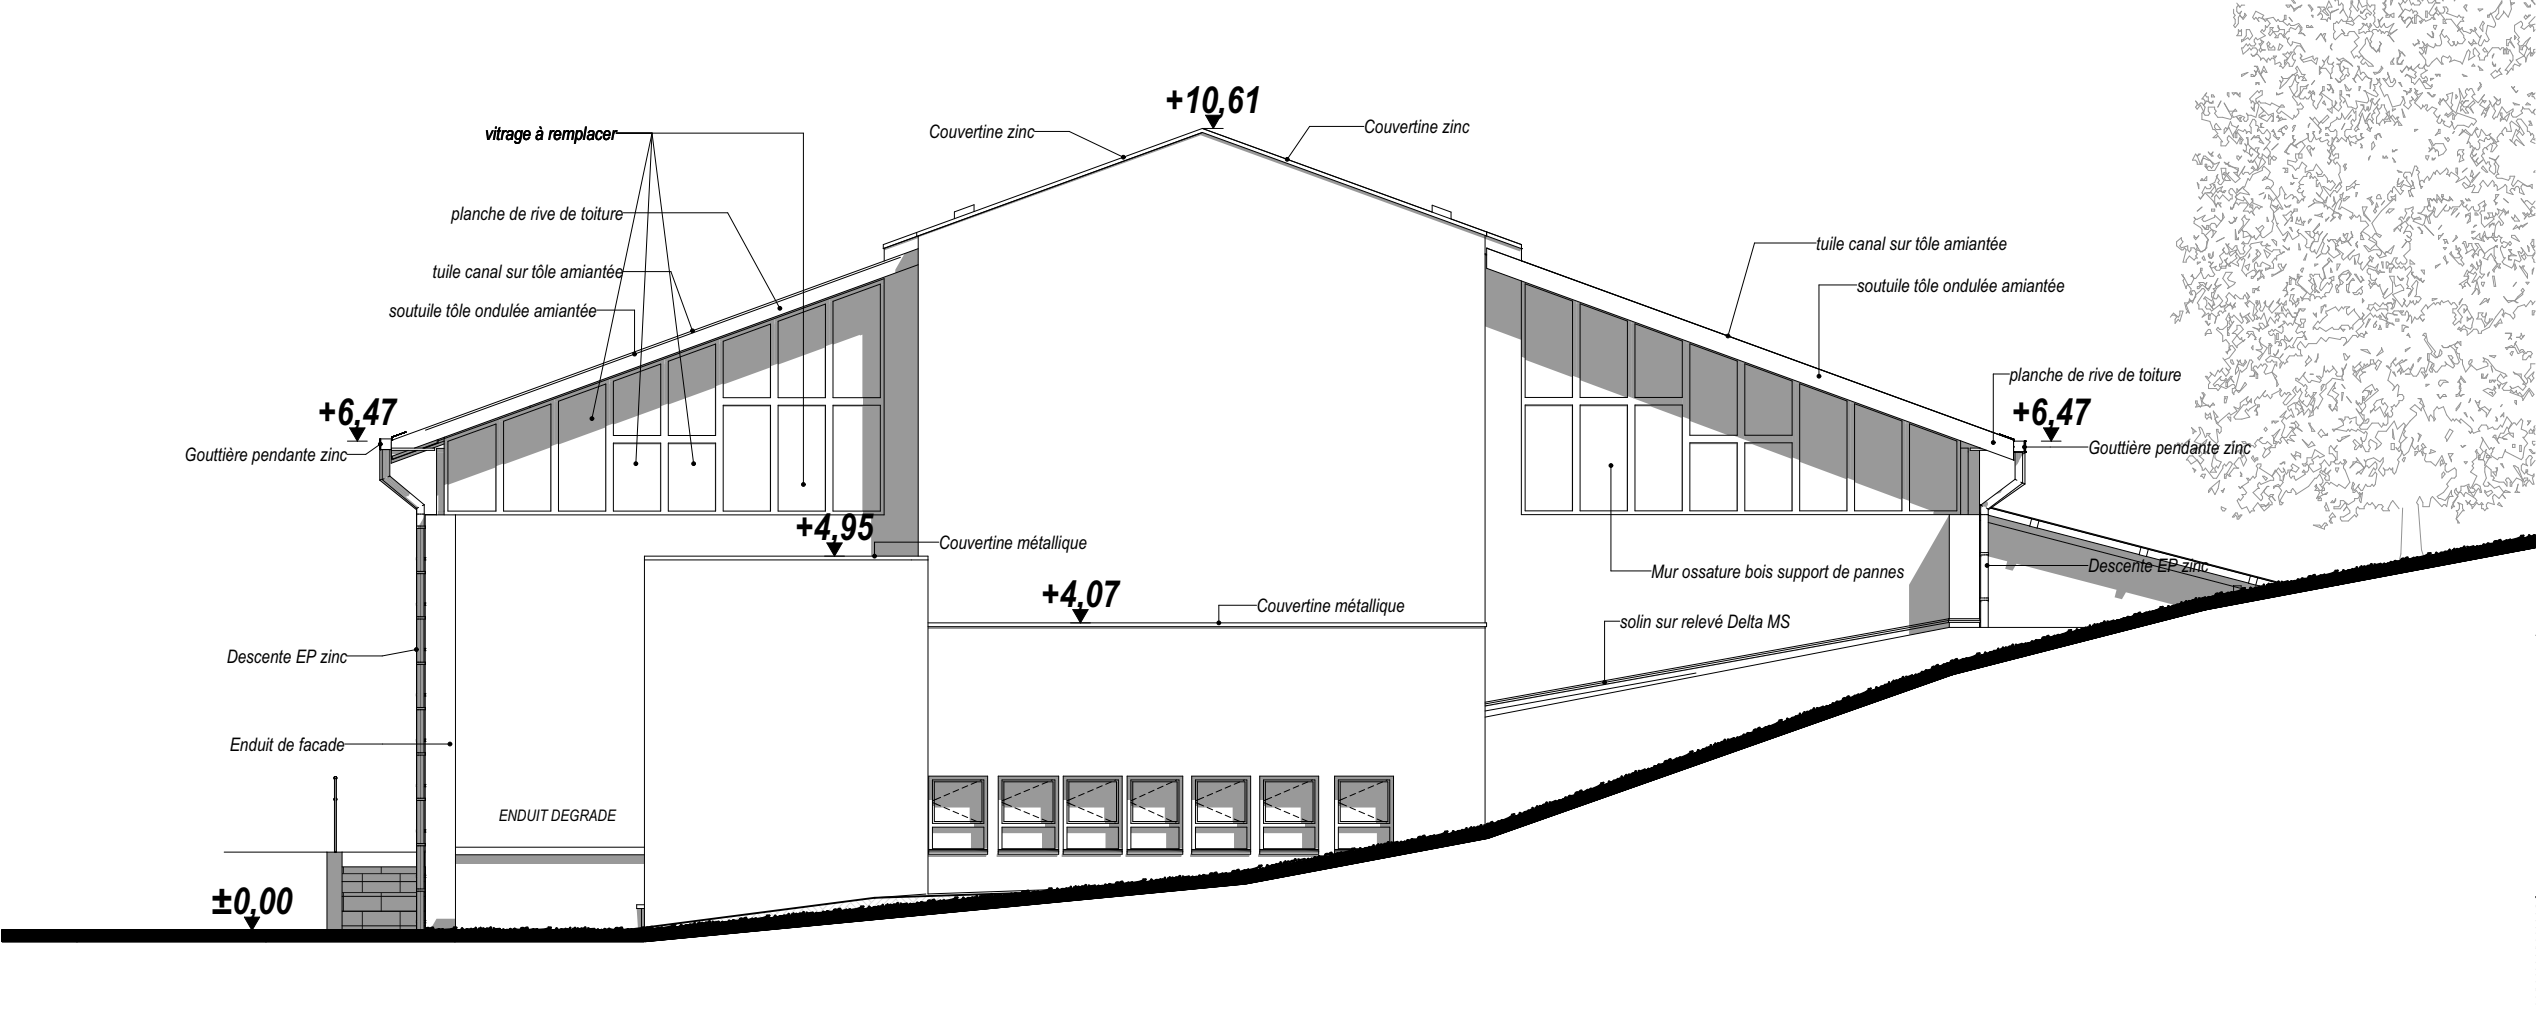 +10,61
Couvertine zinc
Couvertine zinc
vitrage à remplacer
planche de rive de toiture
tuile canal sur tôle amiantée
tuile canal sur tôle amiantée
soutuile tôle ondulée amiantée
soutuile tôle ondulée amiantée
planche de rive de toiture
+6,47
+6,47
Gouttière pendante zinc
Gouttière pendante zinc
+4,95
Couvertine métallique
Mur ossature bois support de pannes
Descente EP zinc
+4,07
Couvertine métallique
solin sur relevé Delta MS
Descente EP zinc
Enduit de facade
ENDUIT DEGRADE
±0,00